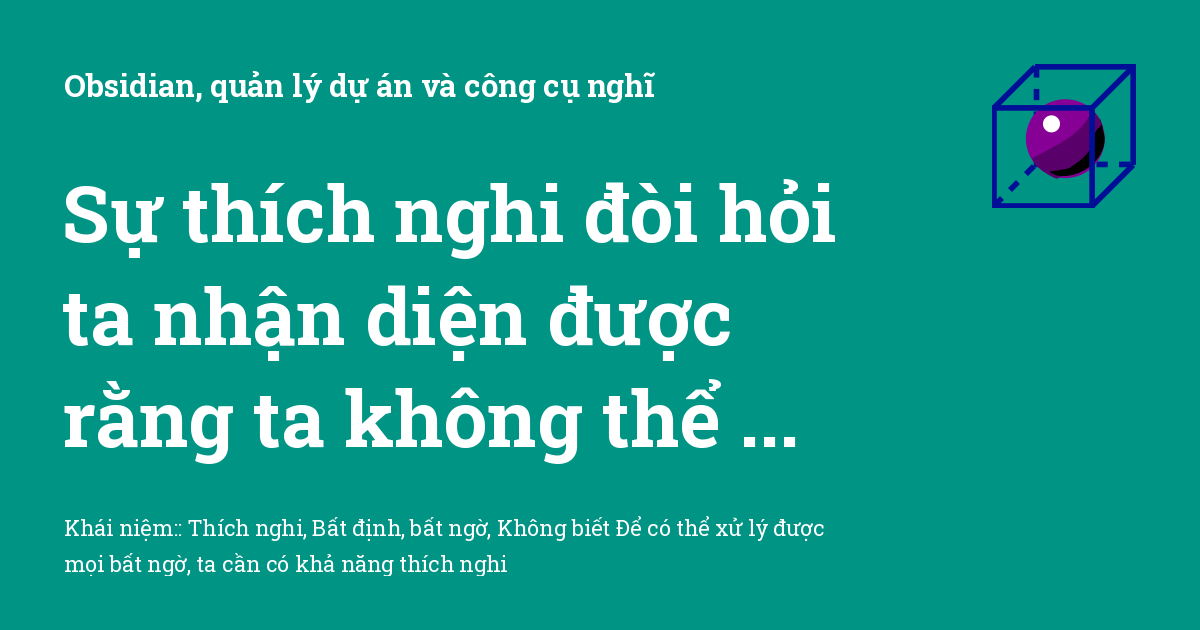 Obsidian, quản lý dự án và công cụ nghĩ
Sự thích nghi đòi hỏi
ta nhận diện được
rằng ta không thể ...
Khái niệm:: Thích nghi, Bất định, bất ngờ, Không biết Để có thể xử lý được
mọi bất ngờ, ta cần có khả năng thích nghi